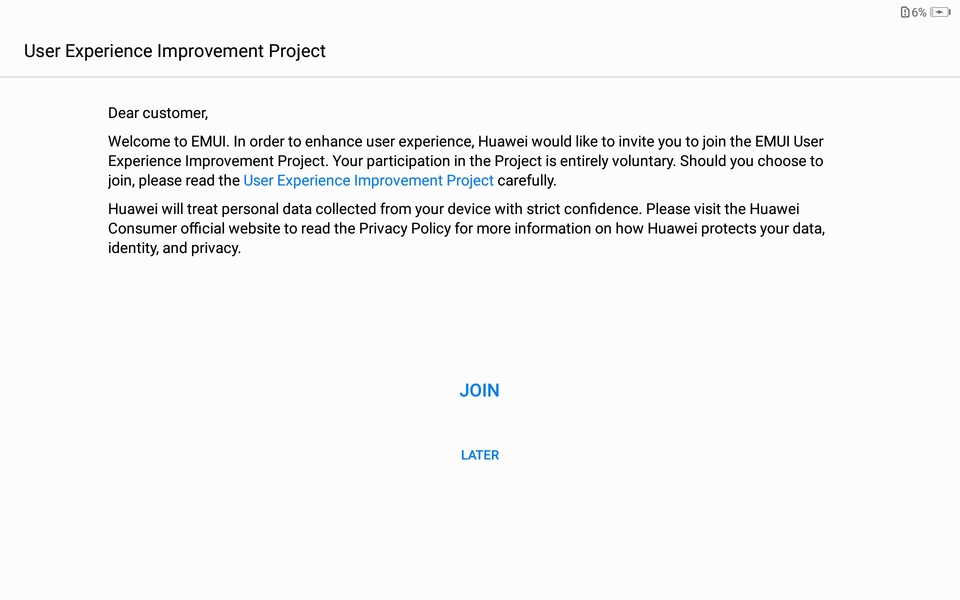 6%
User Experience Improvement Project
Dear customer,
Welcome to EMUI. In order to enhance user experience, Huawei would like to invite you to join the EMUI User
Experience Improvement Project. Your participation in the Project is entirely voluntary. Should you choose to
join, please read the User Experience Improvement Project carefully.
Huawei will treat personal data collected from your device with strict confidence. Please visit the Huawei
Consumer official website to read the Privacy Policy for more information on how Huawei protects your data,
identity, and privacy.
JOIN
LATER